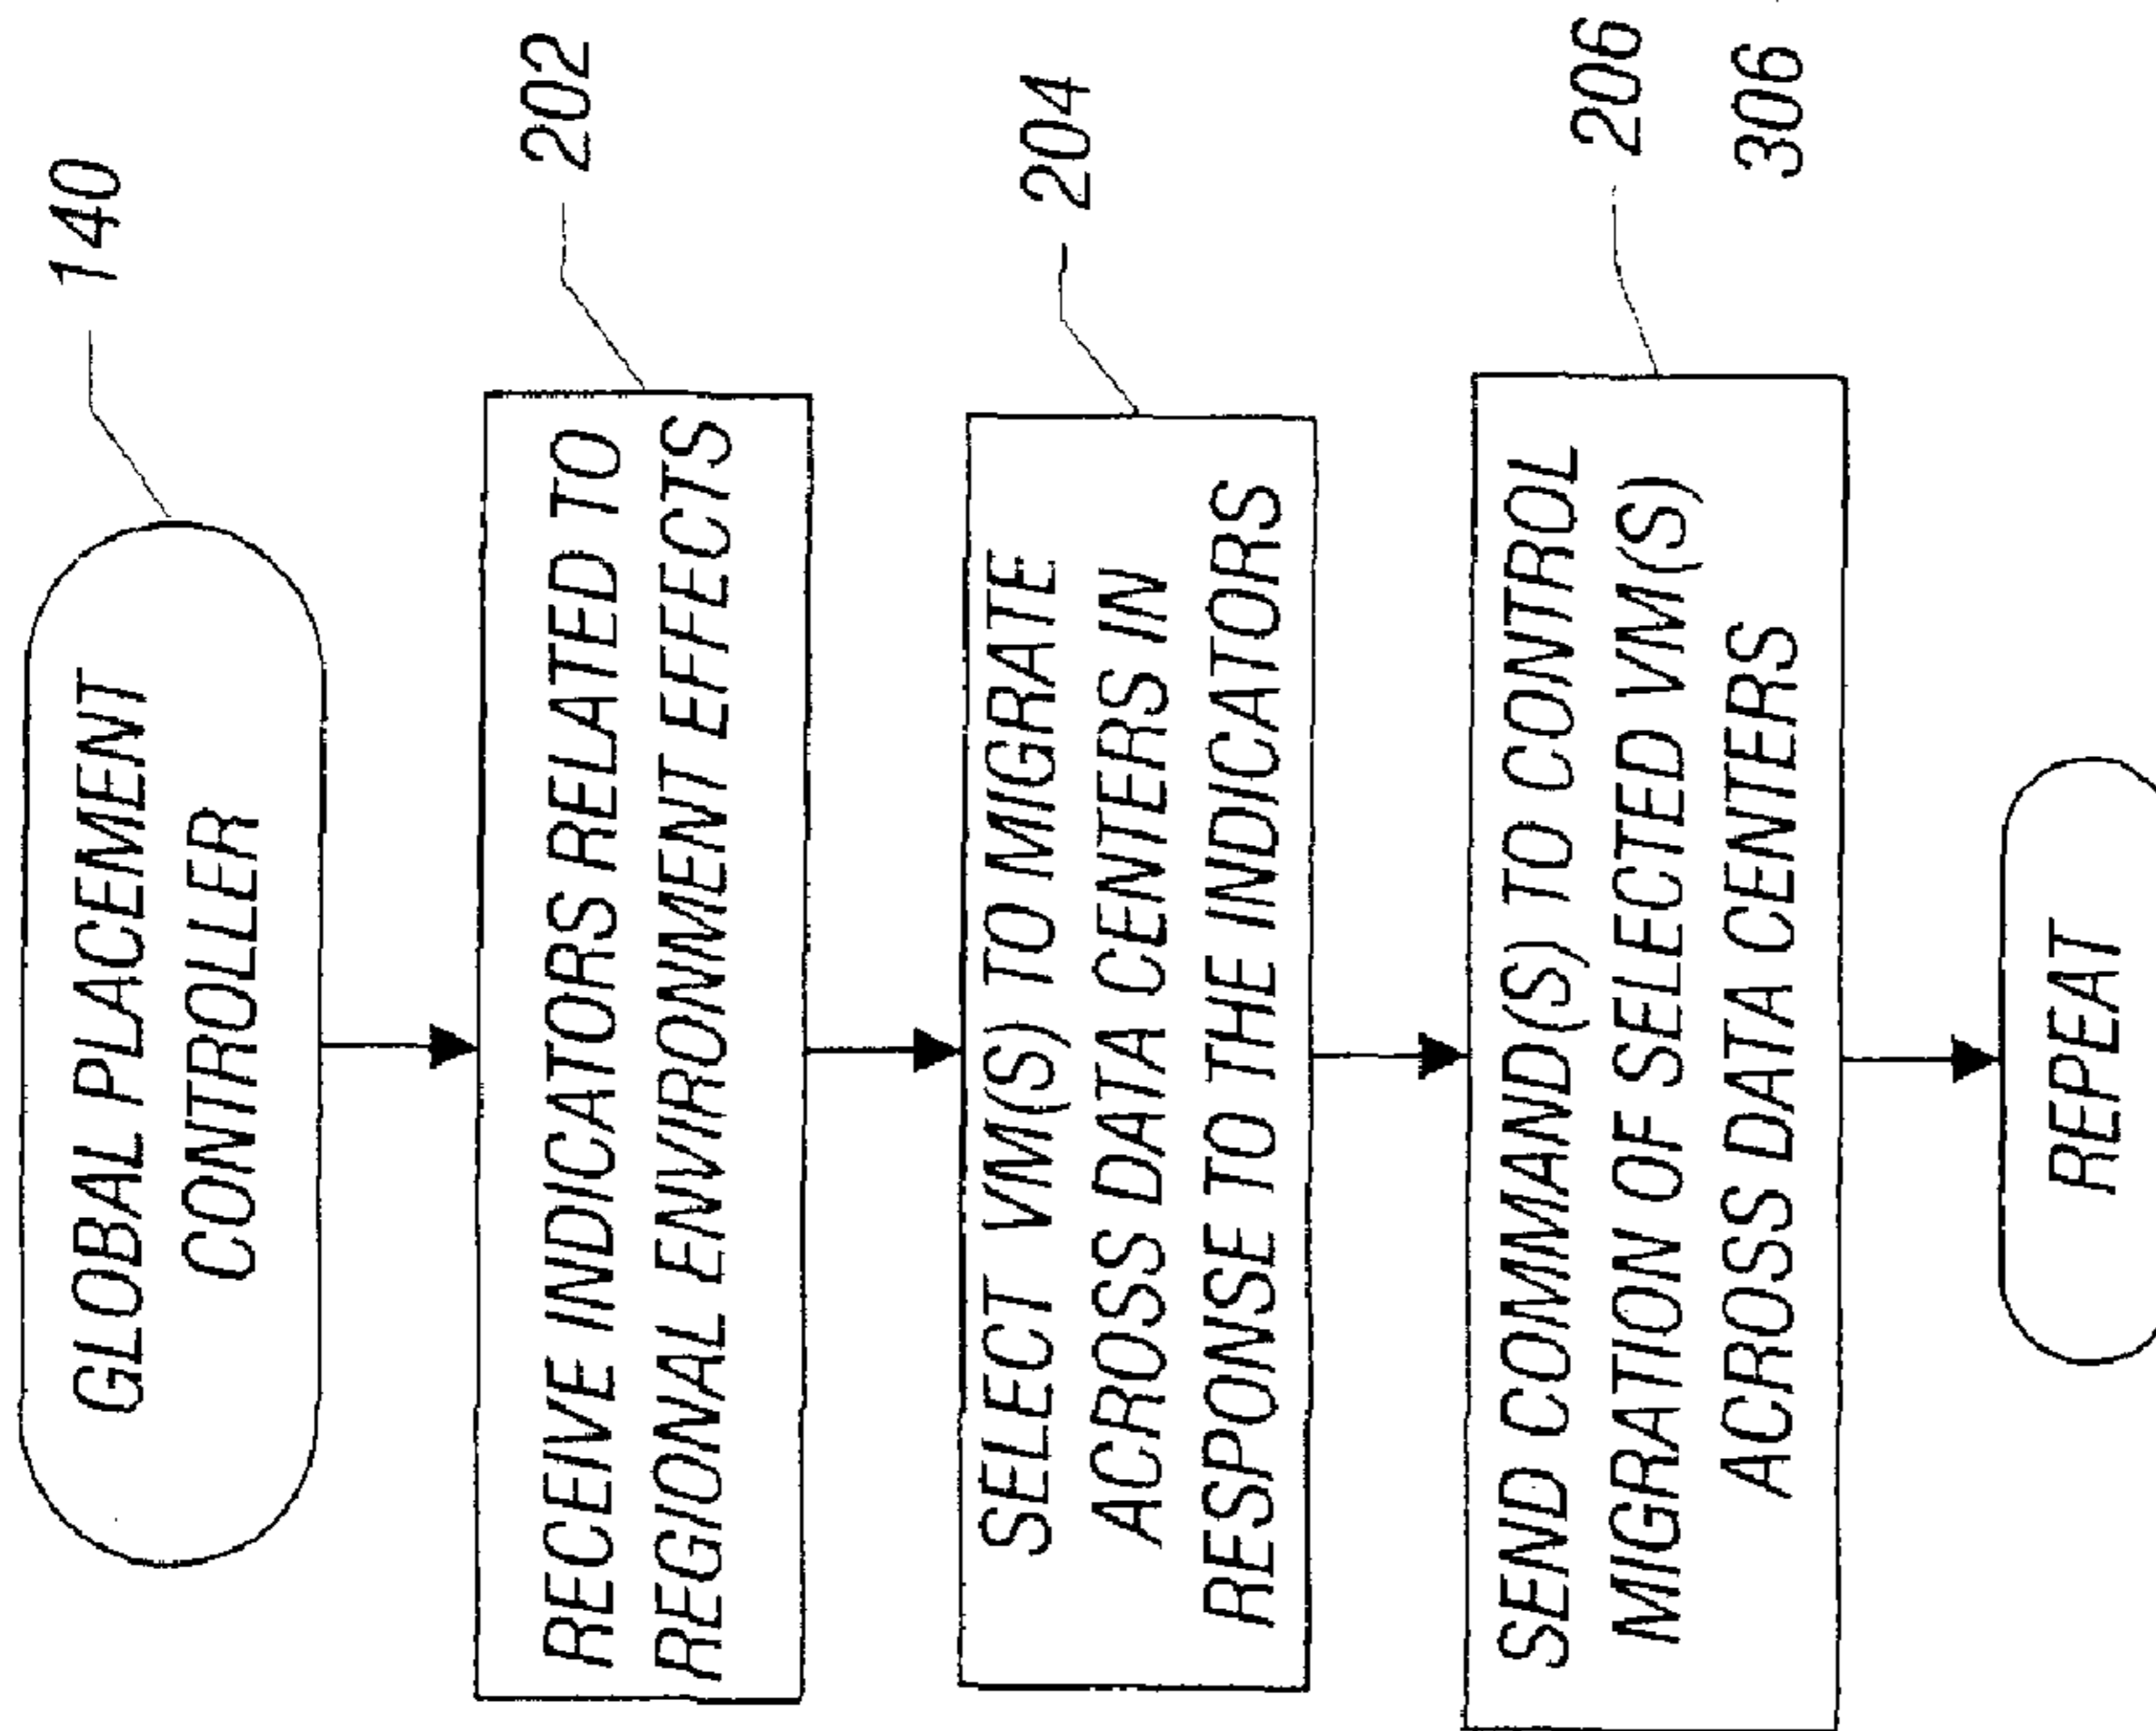 GLOBAL PLACEMENT
CONTROLLER
140
RECEIVE INDICATORS RELATED TO
REGIONAL ENVIRONMENT EFFECTS
202
SELECT VM(S) TO MIGRATE
ACROSS DATA CENTERS IN
RESPONSE TO THE INDICATORS
204
SEND COMMAND(S) TO CONTROL
MIGRATION OF SELECTED VM(S)
ACROSS DATA CENTERS
206
306
REPEAT